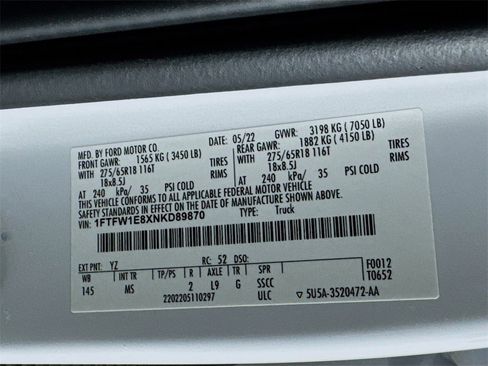 MFD. BY FORD MOTOR CO. DATE: 05/22 GVWR: 3198 KG ( 7050 LB)
FRONT GAWR: 1565 KG ( 3450 LB) REAR GAWR: 1882 KG ( 4150 LB)
WITH 275/65R18 116T TIRES WITH 275/65R18 116T TIRES
18x8.5J RIMS 18x8.5J RIMS
AT 240 kPa/ 35 PSI COLD AT 240 kPa/ 35 PSI COLD
THIS VEHICLE CONFORMS TO ALL APPLICABLE FEDERAL MOTOR VEHICLE
SAFETY STANDARDS IN EFFECT ON THE DATE OF MANUFACTURE SHOWN ABOVE.
VIN: 1FTFW1E8XNKD89870 TYPE: Truck
EXT PNT: YZ RC: 52 DSO: F0012
WB TP/PS R AXLE TR SPR T0652
145 MS 2 L9 G SSCC
2202205110297 ULC ▽ 5U5A-3520472-AA